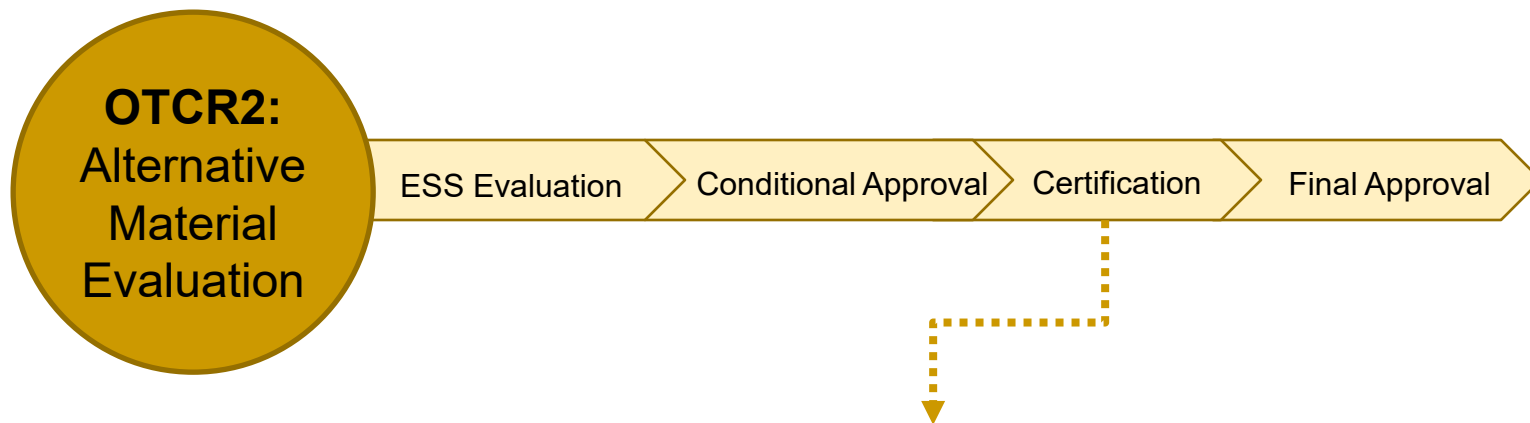 OTCR2:
Alternative
Material
Evaluation
ESS Evaluation
Conditional Approval
Certification
Final Approval